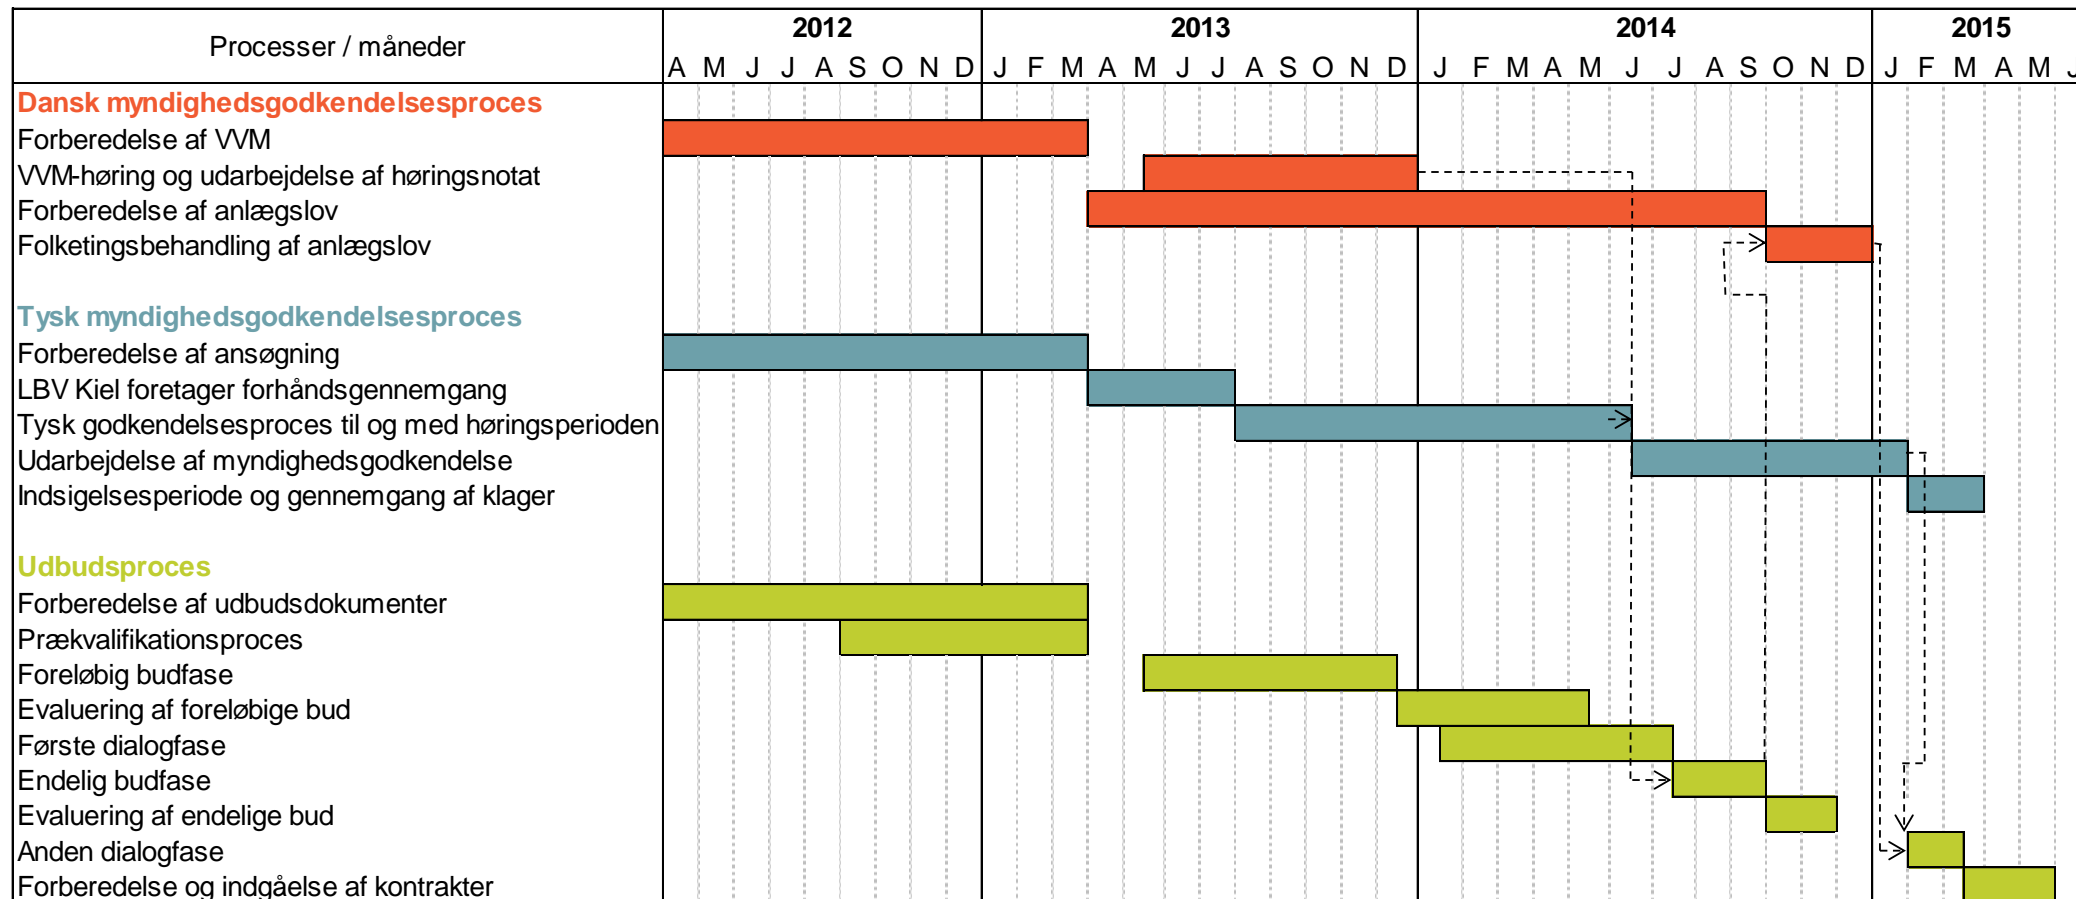 2012 2013 2014 2015
Processer / måneder
A M J J A S O N D J F M A M J J A S O N D J F M A M J J A S O N D J F M A M J
Dansk myndighedsgodkendelsesproces
Forberedelse af VVM
VVM-høring og udarbejdelse af høringsnotat
Forberedelse af anlægslov
Folketingsbehandling af anlægslov
Tysk myndighedsgodkendelsesproces
Forberedelse af ansøgning
LBV Kiel foretager forhåndsgennemgang
Tysk godkendelsesproces til og med høringsperioden
Udarbejdelse af myndighedsgodkendelse
Indsigelsesperiode og gennemgang af klager
Udbudsproces
Forberedelse af udbudsdokumenter
Prækvalifikationsproces
Foreløbig budfase
Evaluering af foreløbige bud
Første dialogfase
Endelig budfase
Evaluering af endelige bud
Anden dialogfase
Forberedelse og indgåelse af kontrakter